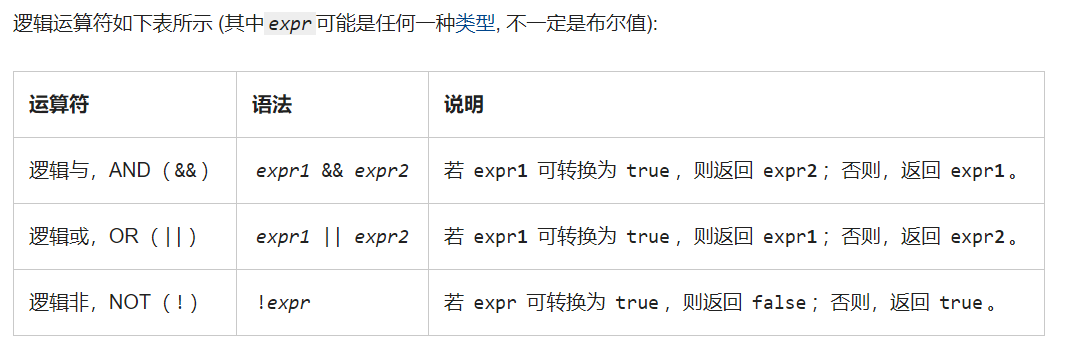 逻辑运算符如下表所示 (其中expr可能是任何一种类型, 不一定是布尔值):
运算符 语法 说明
逻辑与，AND（&&） expr1 && expr2 若 expr1 可转换为 true，则返回 expr2；否则，返回 expr1。
逻辑或，OR（||） expr1 || expr2 若 expr1 可转换为 true，则返回 expr1；否则，返回 expr2。
逻辑非，NOT（!） !expr 若 expr 可转换为 true，则返回 false；否则，返回 true。